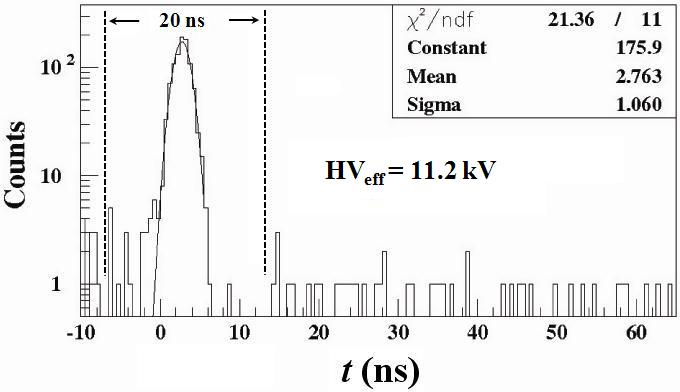 20 ns
χ²/ndf 21.36 / 11
Constant 175.9
Mean 2.763
Sigma 1.060
10²
10
1
Counts
HVeff = 11.2 kV
-10 0 10 20 30 40 50 60
t (ns)